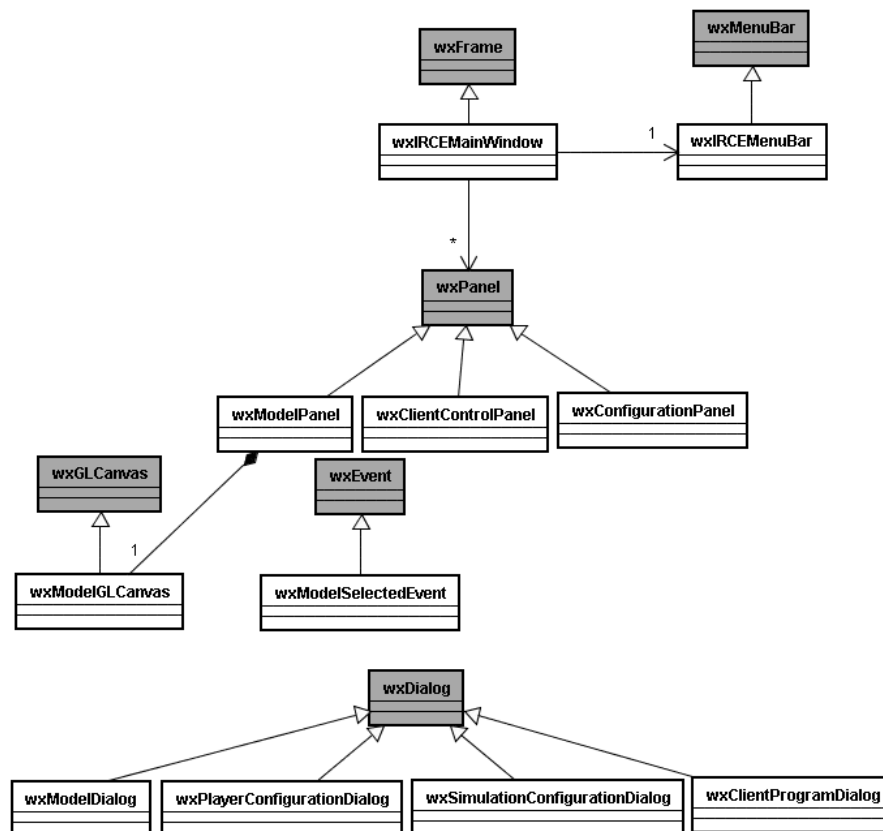 wxMenuBar
wxFrame
wxIRCEMainWindow
1
wxIRCEMenuBar
*
wxPanel
wxModelPanel
wxClientControlPanel
wxConfigurationPanel
wxGLCanvas
wxEvent
1
wxModelGLCanvas
wxModelSelectedEvent
wxDialog
wxModelDialog
wxPlayerConfigurationDialog
wxSimulationConfigurationDialog
wxClientProgramDialog